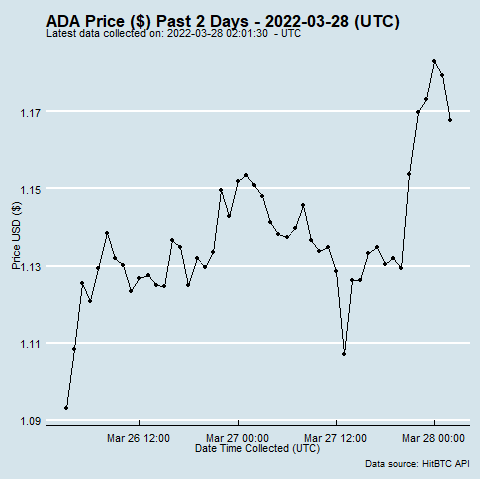 ADA Price ($) Past 2 Days - 2022-03-28 (UTC)
Latest data collected on: 2022-03-28 02:01:30 - UTC
1.17
1.15
1.13
1.11
1.09
Price USD ($)
Mar 26 12:00 Mar 27 00:00 Mar 27 12:00 Mar 28 00:00
Date Time Collected (UTC)
Data source: HitBTC API